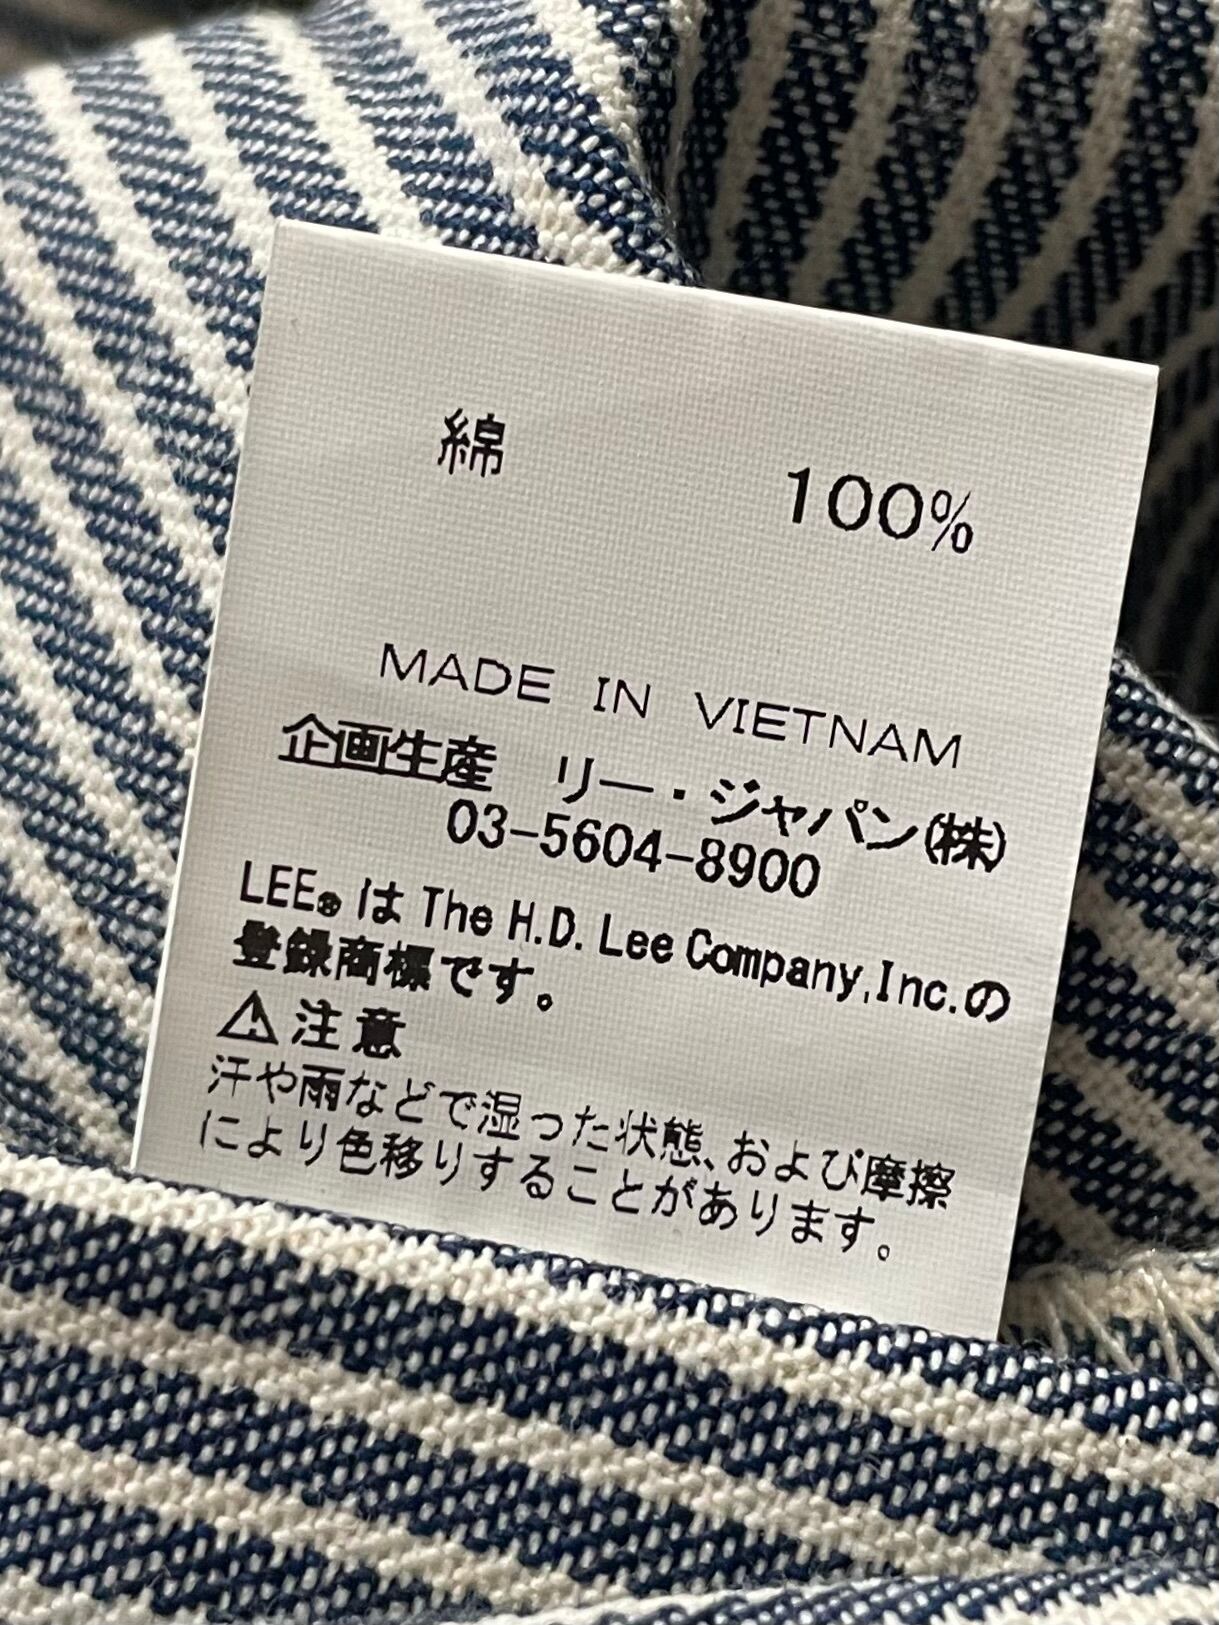 綿 100%
MADE IN VIETNAM
企画生産 リー・ジャパン(株)
03-5604-8900
LEE®は The H.D. Lee Company,Inc.の
登録商標です。
⚠注意
汗や雨などで湿った状態、および摩擦
により色移りすることがあります。